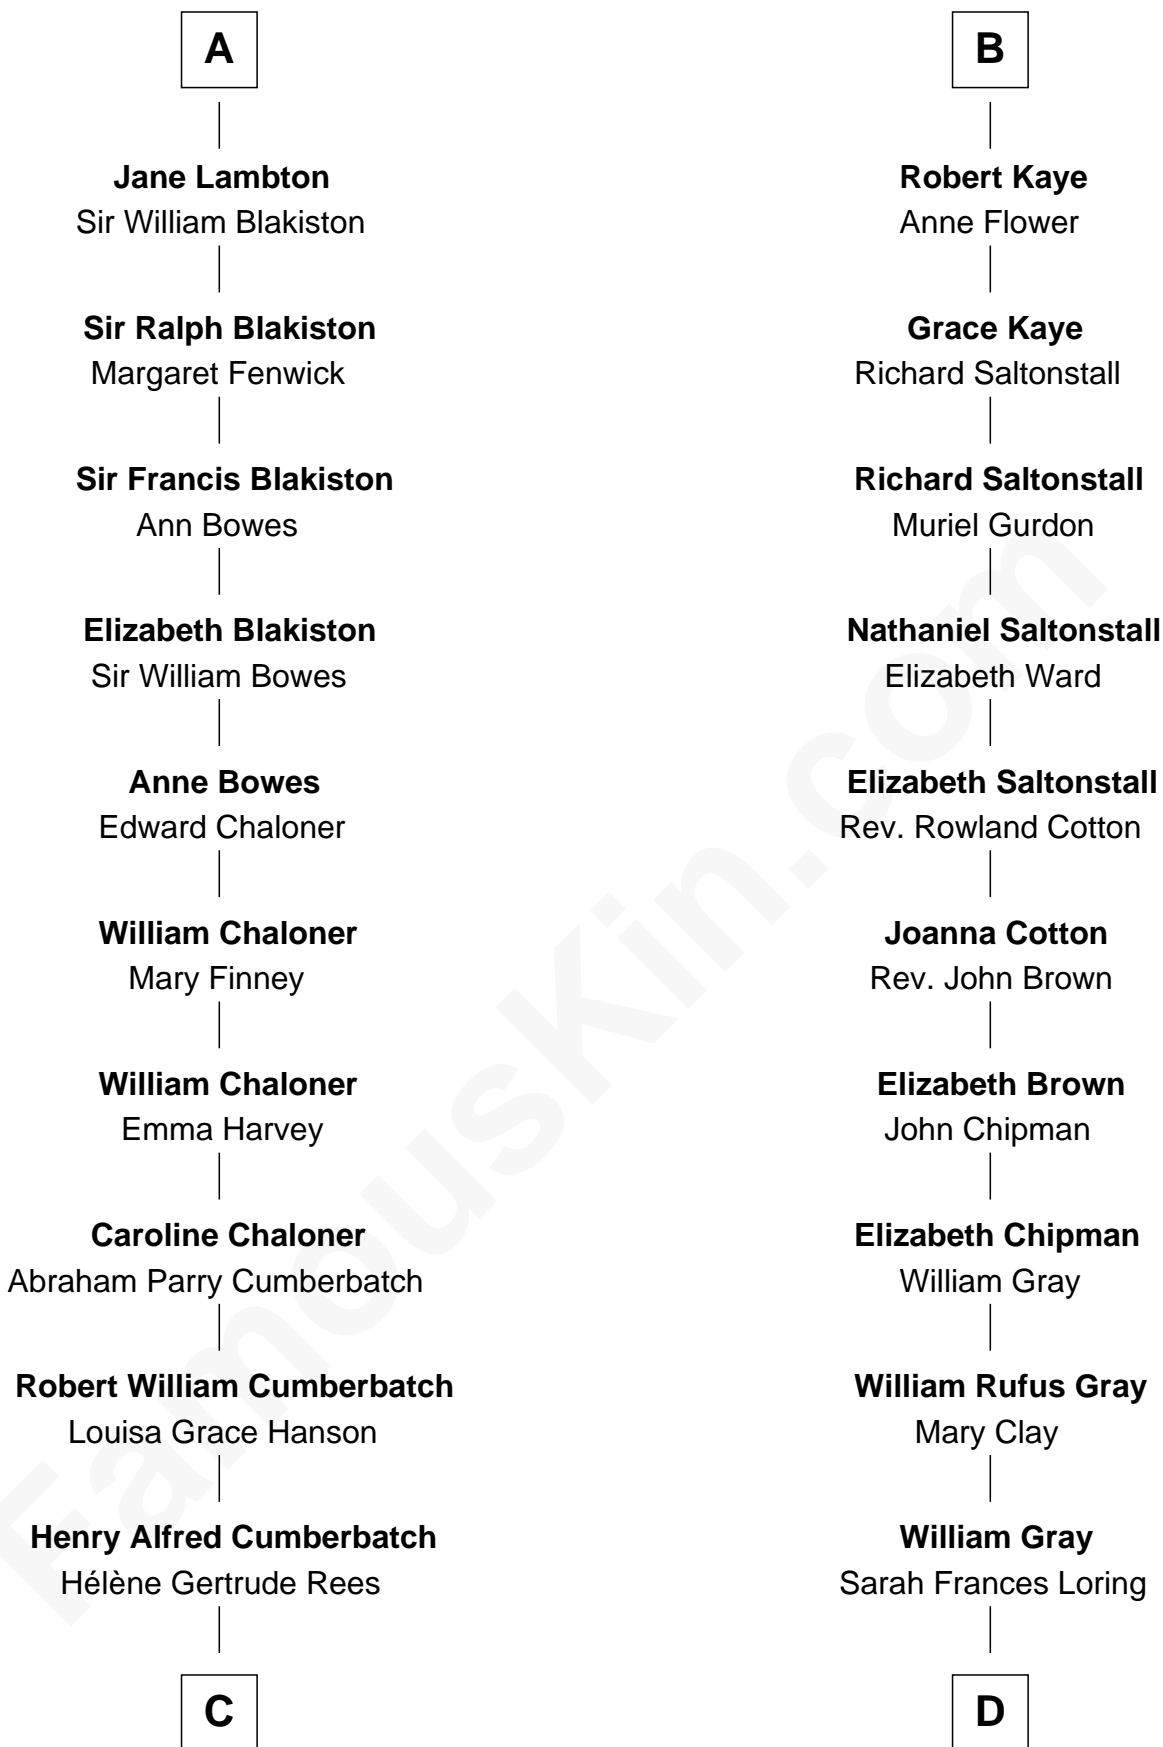 A
Jane Lambton
Sir William Blakiston
Sir Ralph Blakiston
Margaret Fenwick
Sir Francis Blakiston
Ann Bowes
Elizabeth Blakiston
Sir William Bowes
Anne Bowes
Edward Chaloner
William Chaloner
Mary Finney
William Chaloner
Emma Harvey
Caroline Chaloner
Abraham Parry Cumberbatch
Robert William Cumberbatch
Louisa Grace Hanson
Henry Alfred Cumberbatch
Hélène Gertrude Rees
C
B
Robert Kaye
Anne Flower
Grace Kaye
Richard Saltonstall
Richard Saltonstall
Muriel Gurdon
Nathaniel Saltonstall
Elizabeth Ward
Elizabeth Saltonstall
Rev. Rowland Cotton
Joanna Cotton
Rev. John Brown
Elizabeth Brown
John Chipman
Elizabeth Chipman
William Gray
William Rufus Gray
Mary Clay
William Gray
Sarah Frances Loring
D
FamousKin.com